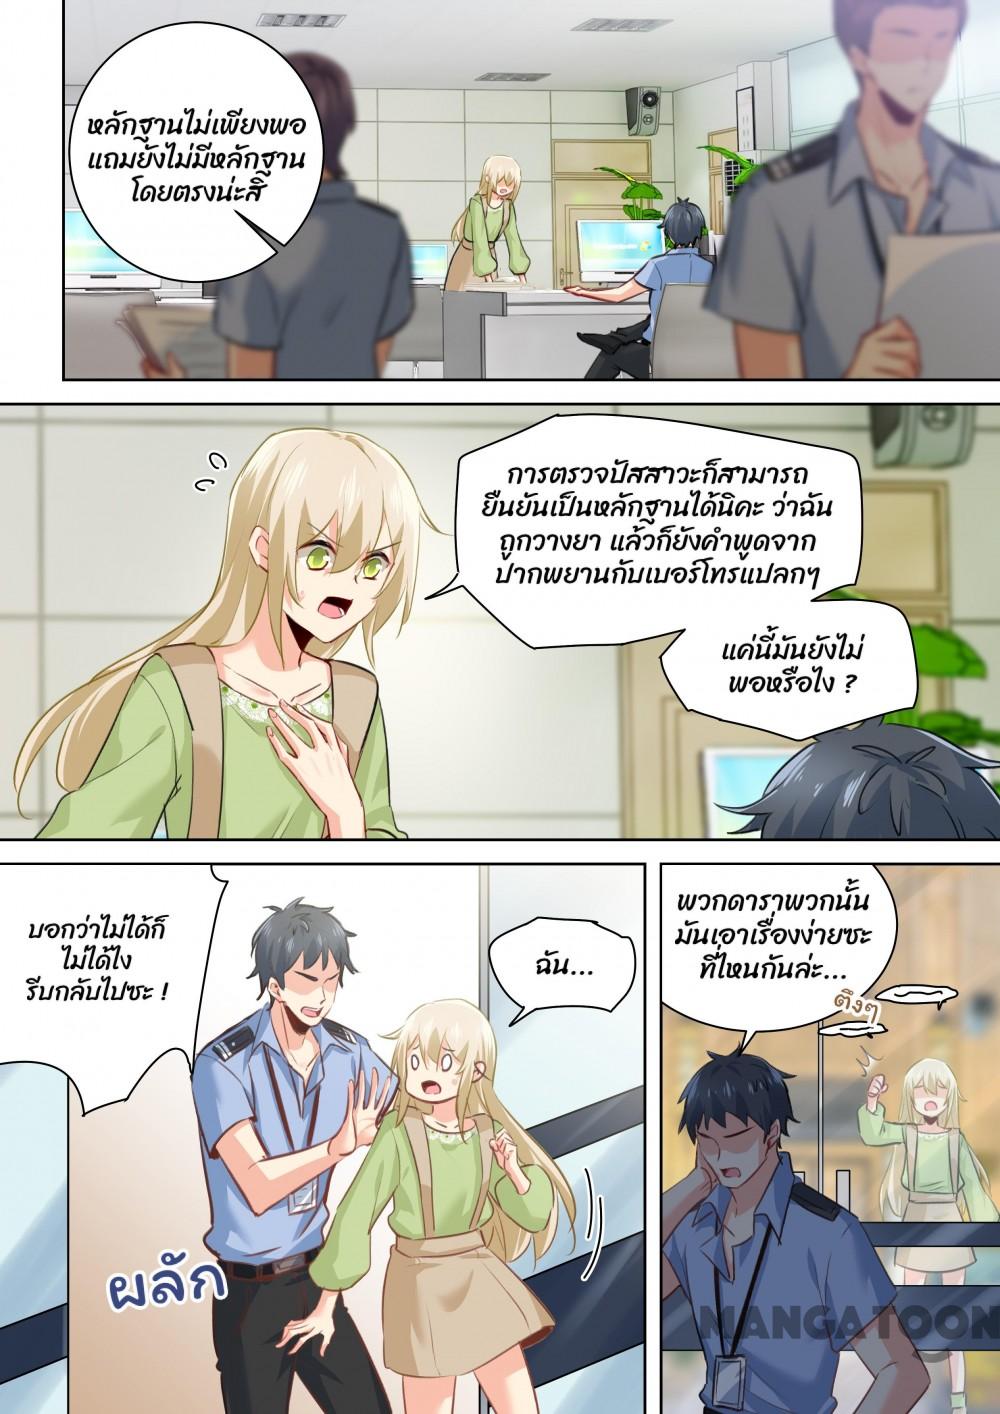 หลักฐานไม่เพียงพอ
แถมยังไม่มีหลักฐาน
โดยตรงน่ะสิ
การตรวจปัสสาวะก็สามารถ
ยืนยันเป็นหลักฐานได้นิคะ ว่าฉัน
ถูกวางยา แล้วก็ยังคำพูดจาก
ปากพยานกับเบอร์โทรแปลกๆ
แค่นี้มันยังไม่
พอหรือไง ?
บอกว่าไม่ได้ก็
ไม่ได้ไง
รีบกลับไปซะ !
ฉัน...
ผลัก
พวกดาราพวกนั้น
มันเอาเรื่องง่ายซะ
ที่ไหนกันล่ะ...
ตึงๆ
MANGATOON